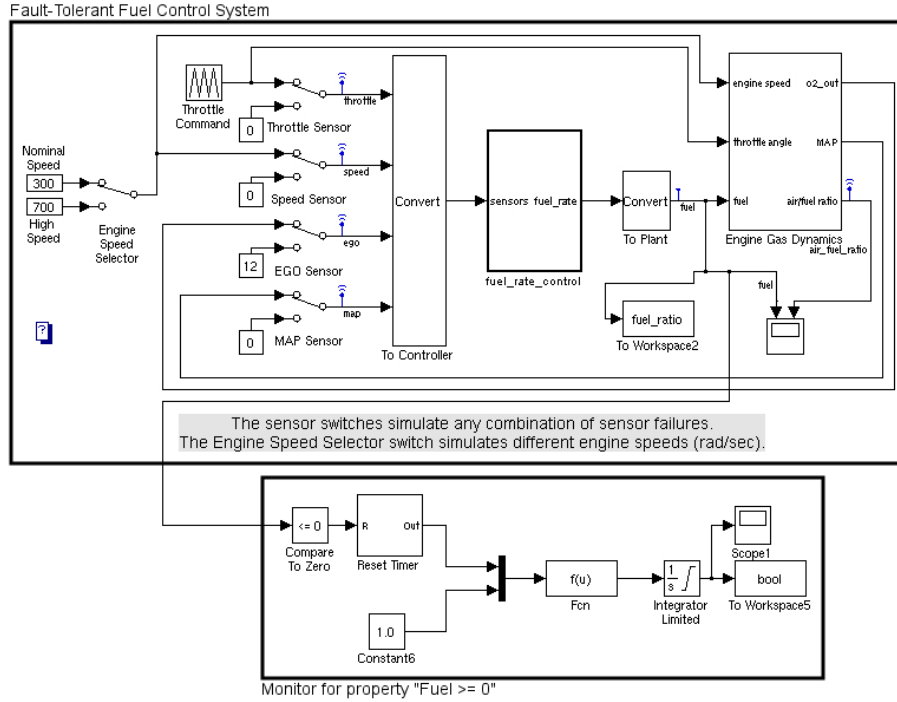 Fault-Tolerant Fuel Control System
Throttle
Command
0
Throttle Sensor
throttle
Nominal
Speed
300
700
High
Speed
Engine
Speed
Selector
0
Speed Sensor
speed
12
EGO Sensor
ego
0
MAP Sensor
map
?
Convert
To Controller
sensors fuel_rate
fuel_rate_control
Convert
To Plant
fuel
engine speed o2_out
throttle angle MAP
fuel air/fuel ratio
Engine Gas Dynamics
air_fuel_ratio
fuel
fuel_ratio
To Workspace2
The sensor switches simulate any combination of sensor failures.
The Engine Speed Selector switch simulates different engine speeds (rad/sec).
<= 0
Compare
To Zero
R Out
Reset Timer
1.0
Constant6
f(u)
Fcn
1
s
Integrator
Limited
Scope1
bool
To Workspace5
Monitor for property "Fuel >= 0"